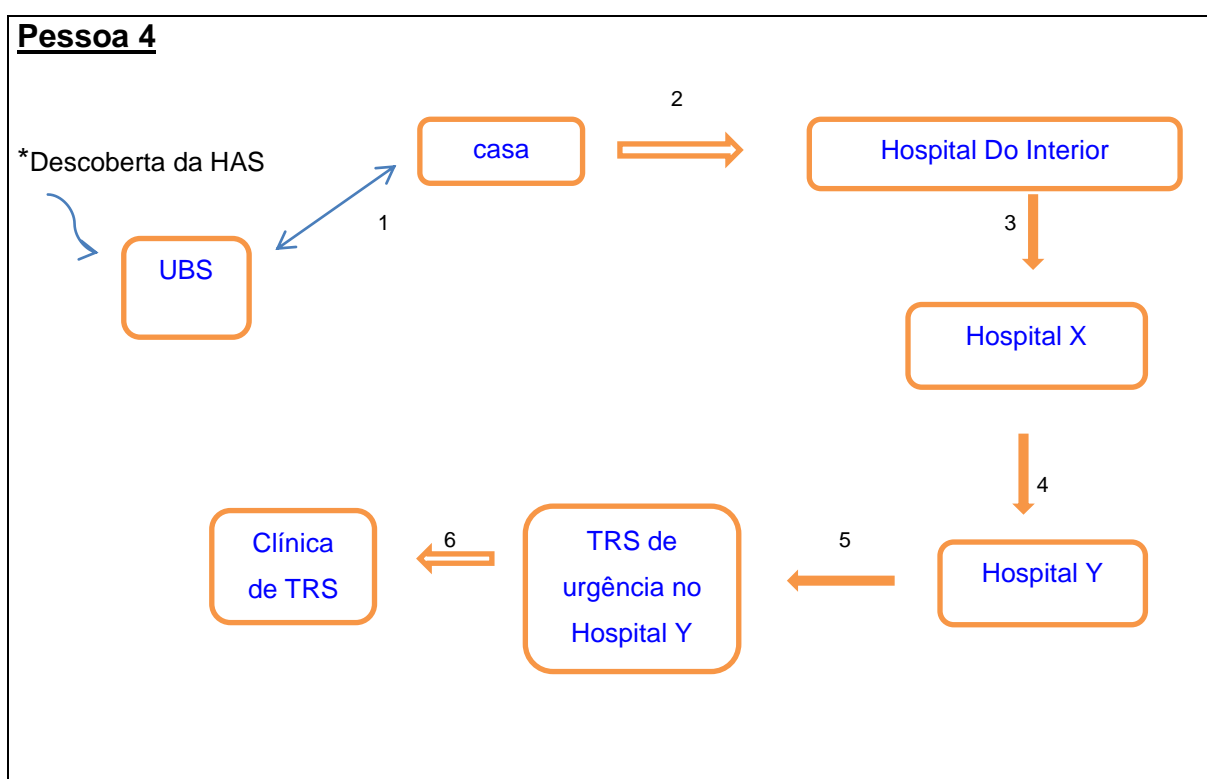 Pessoa 4
2
casa
Hospital Do Interior
*Descoberta da HAS
1
3
UBS
Hospital X
4
Clínica
de TRS
6
TRS de
urgência no
Hospital Y
5
Hospital Y